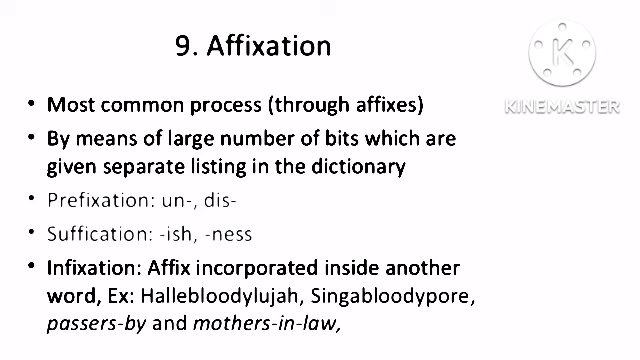 9. Affixation
K
KINEMASTER
• Most common process (through affixes)
• By means of large number of bits which are
given separate listing in the dictionary
• Prefixation: un-, dis-
• Suffication: -ish, -ness
• Infixation: Affix incorporated inside another
word, Ex: Hallebloodylujah, Singabloodypore,
passers-by and mothers-in-law,